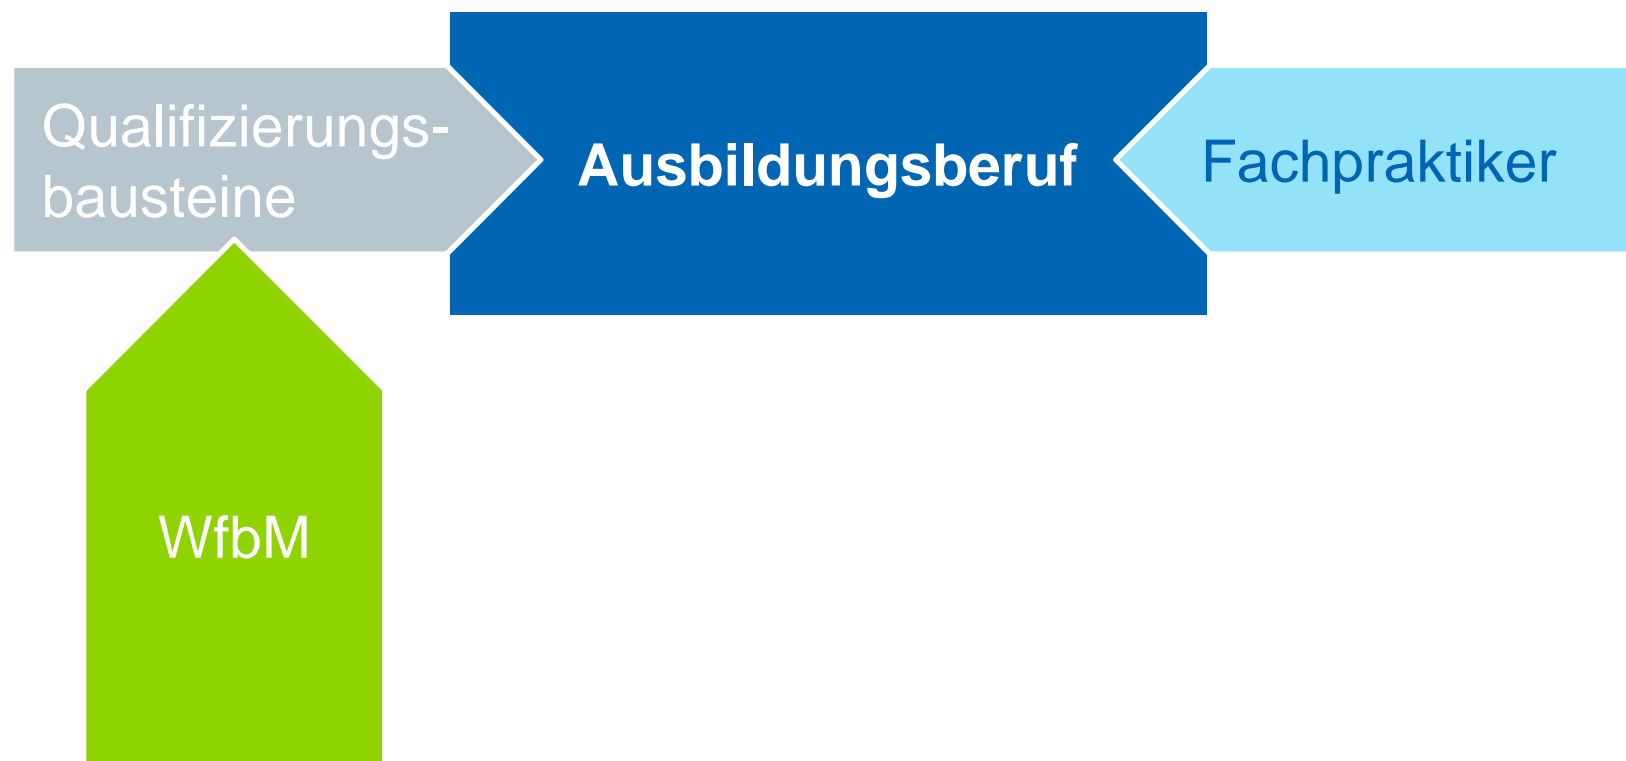 Qualifizierungs-
bausteine
Ausbildungsberuf
Fachpraktiker
WfbM